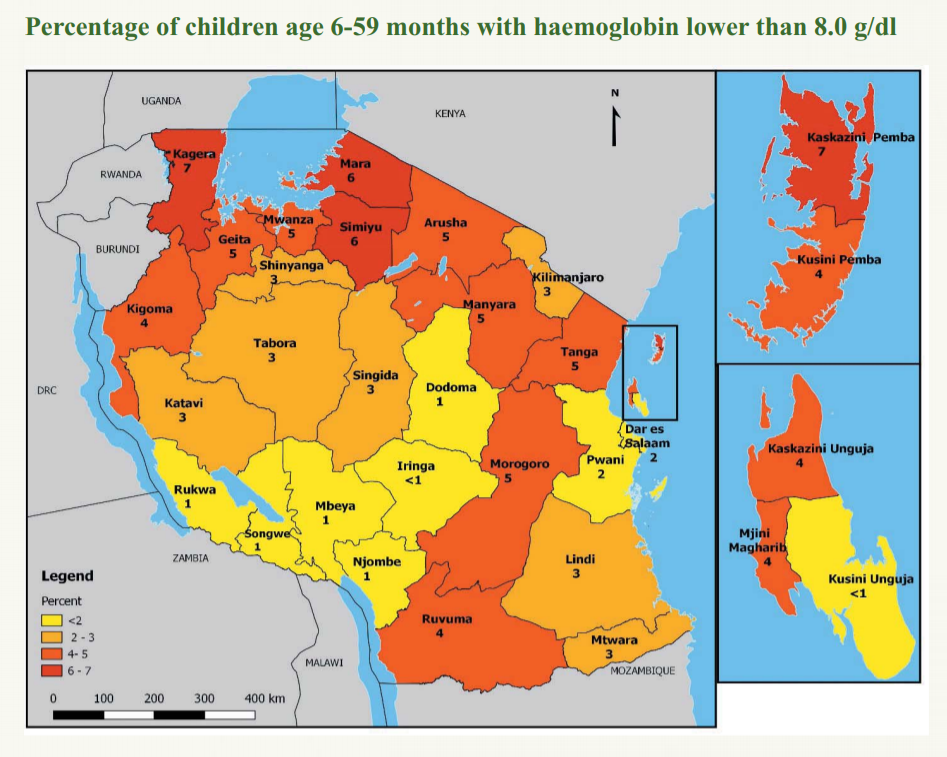 Percentage of children age 6-59 months with haemoglobin lower than 8.0 g/dl
UGANDA
KENYA
N
RWANDA
BURUNDI
DRC
ZAMBIA
MALAWI
MOZAMBIQUE
Kagera
7
Mara
6
Mwanza
5
Simiyu
6
Arusha
5
Geita
5
Shinyanga
3
Kilimanjaro
3
Kigoma
4
Manyara
5
Tabora
3
Singida
3
Tanga
5
Dodoma
1
Katavi
3
Dar es
Salaam
2
Pwani
2
Iringa
<1
Morogoro
5
Rukwa
1
Mbeya
1
Songwe
1
Njombe
1
Lindi
3
Ruvuma
4
Mtwara
3
Kaskazini Pemba
7
Kusini Pemba
4
Kaskazini Unguja
4
Mjini
Magharib
4
Kusini Unguja
<1
Legend
Percent
<2
2 - 3
4- 5
6 - 7
0 100 200 300 400 km